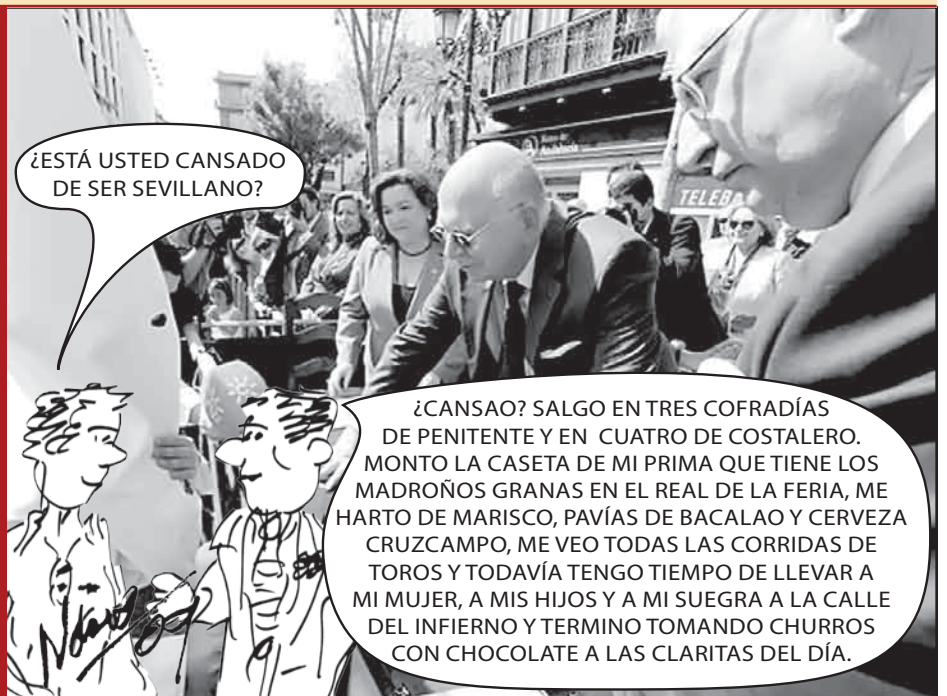 ¿ESTÁ USTED CANSADO
DE SER SEVILLANO?
TELEB
¿CANSAO? SALGO EN TRES COFRADÍAS
DE PENITENTE Y EN CUATRO DE COSTALERO.
MONTO LA CASETA DE MI PRIMA QUE TIENE LOS
MADROÑOS GRANAS EN EL REAL DE LA FERIA, ME
HARTO DE MARISCO, PAVÍAS DE BACALAO Y CERVEZA
CRUZCAMPO, ME VEO TODAS LAS CORRIDAS DE
TOROS Y TODAVÍA TENGO TIEMPO DE LLEVAR A
MI MUJER, A MIS HIJOS Y A MI SUEGRA A LA CALLE
DEL INFIERNO Y TERMINO TOMANDO CHURROS
CON CHOCOLATE A LAS CLARITAS DEL DÍA.